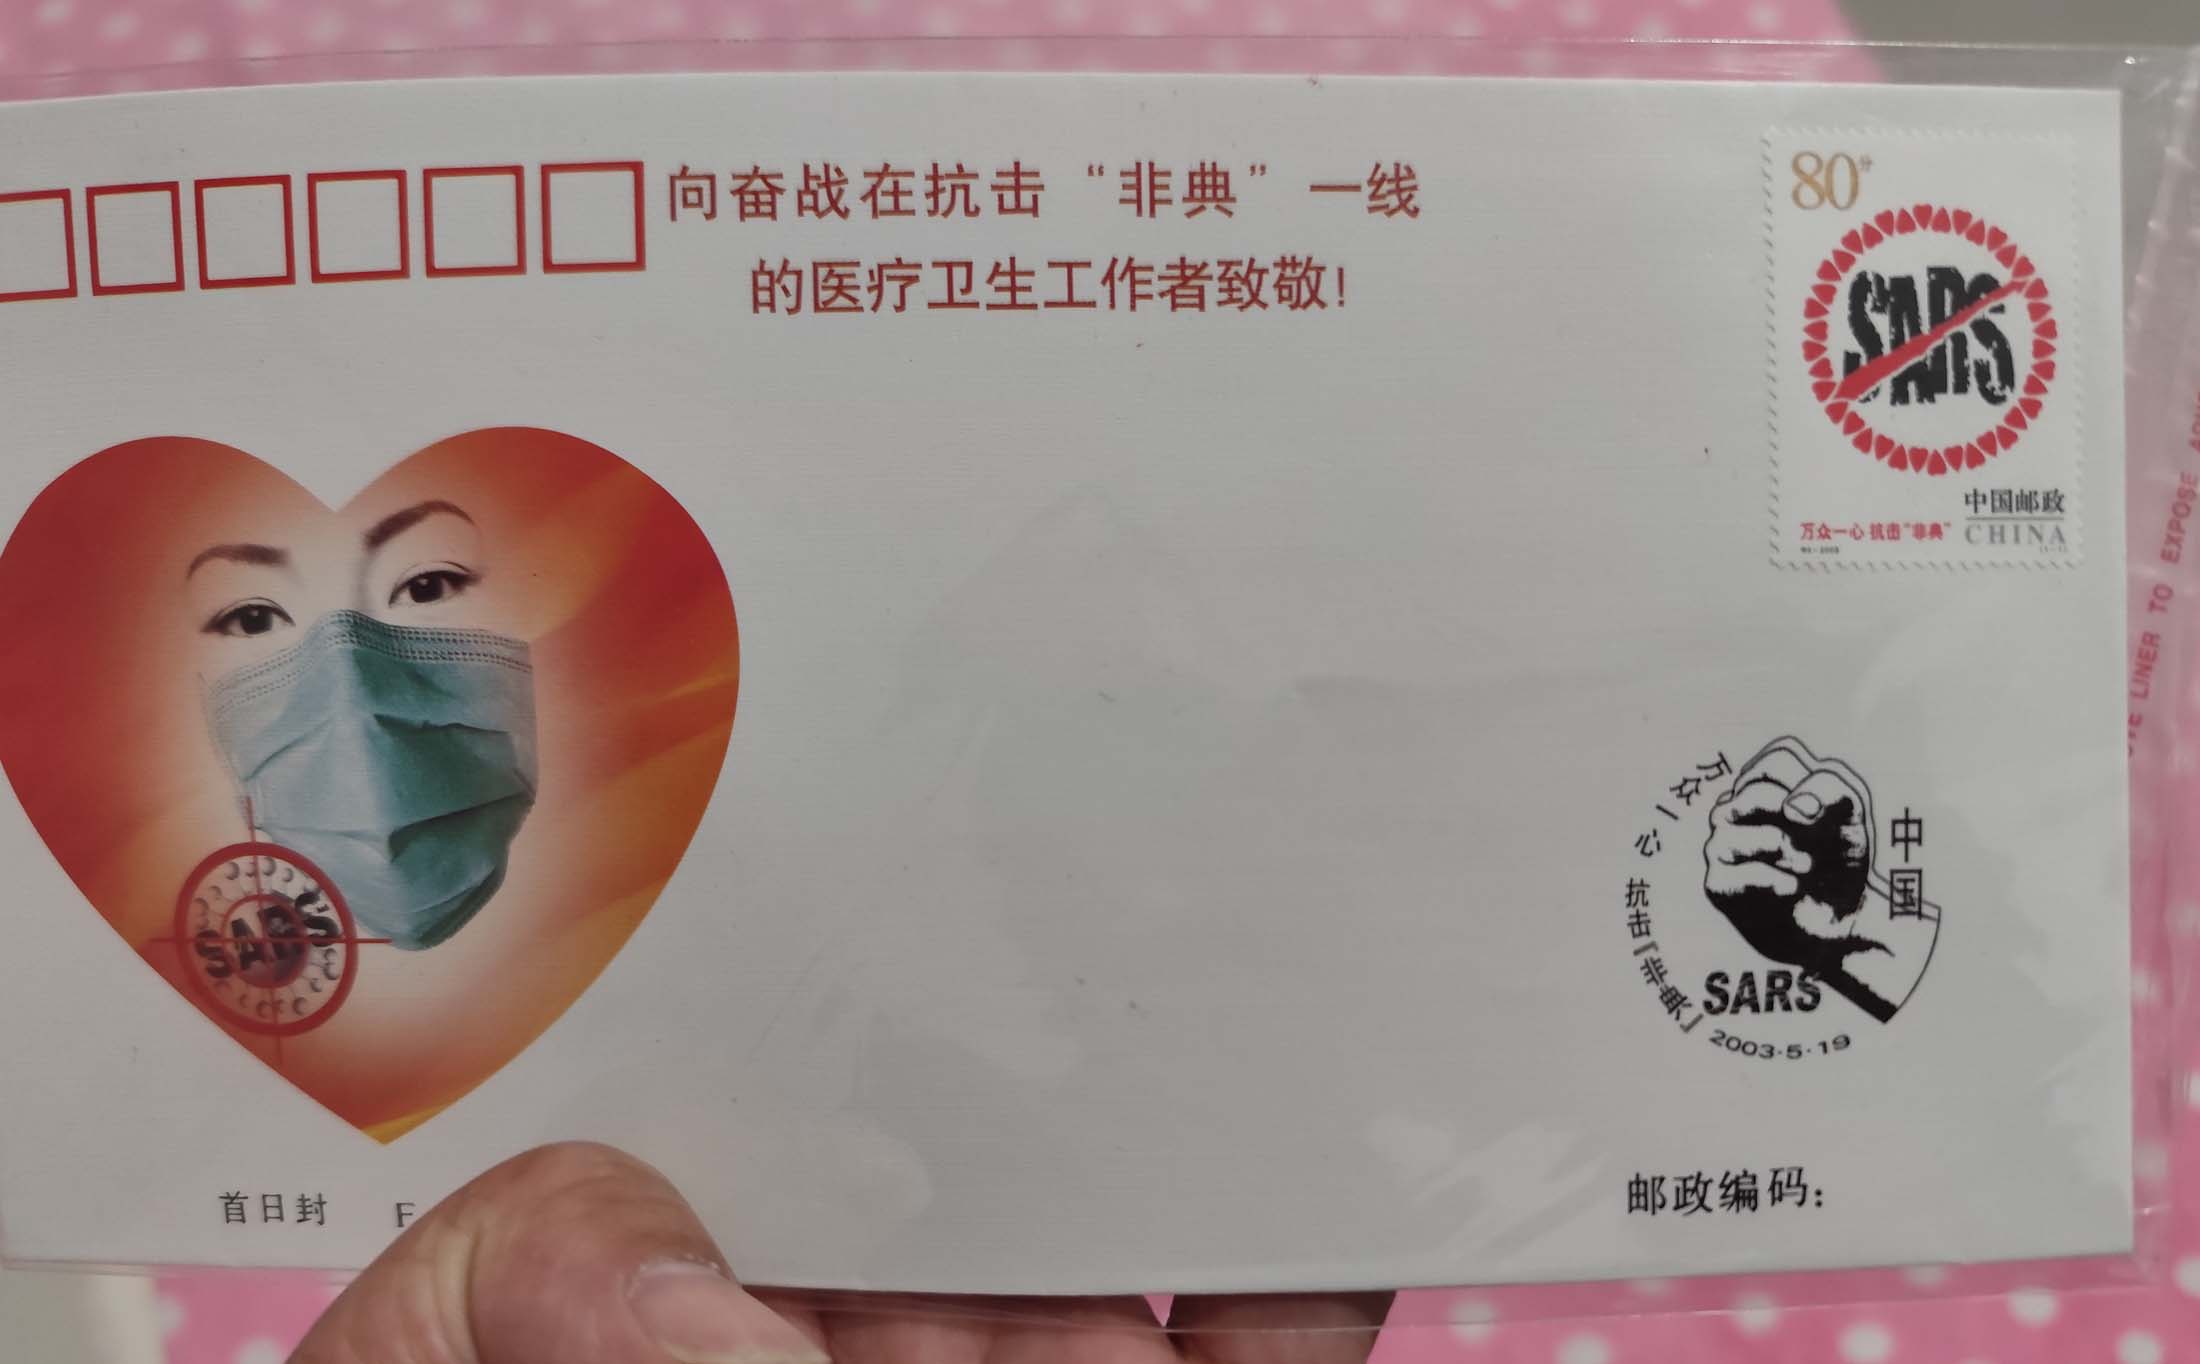 向奋战在抗击“非典”一线
的医疗卫生工作者致敬!
80分
SARS
中国邮政
万众一心 抗击“非典”
CHINA
SARS
万众一心 抗击『非典』
中国
SARS
2003·5·19
首日封 F
邮政编码:
LINER TO EXPOSE